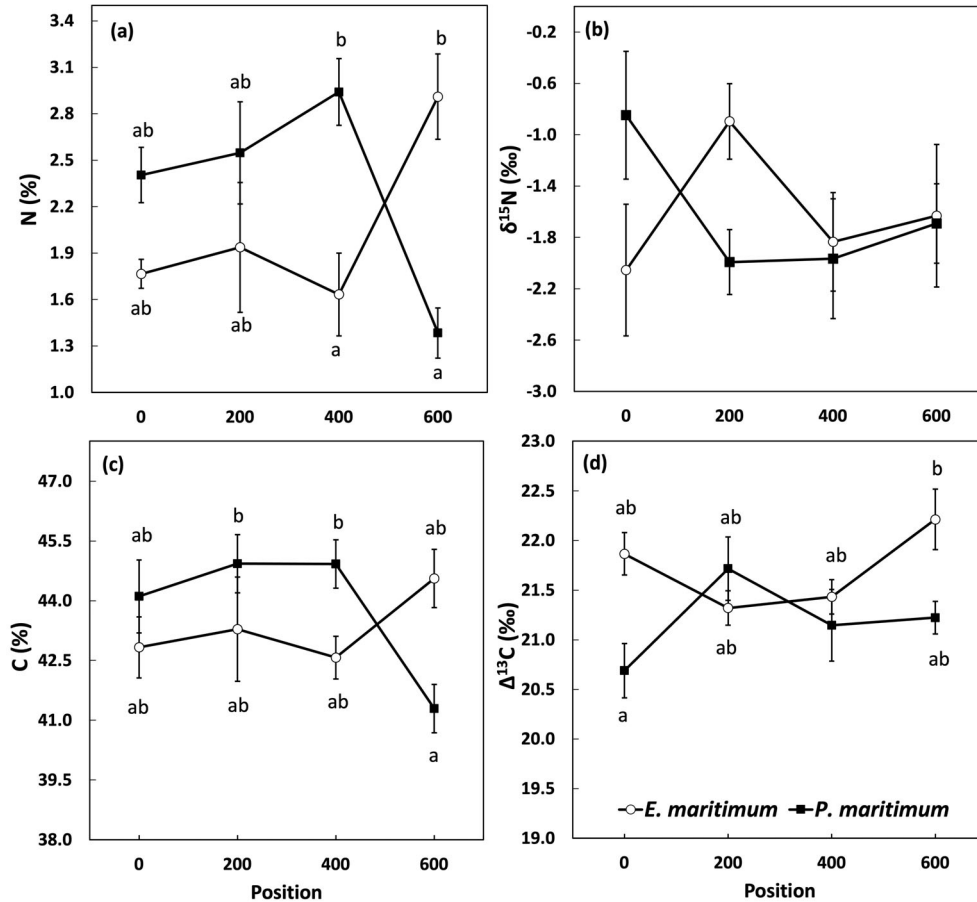 (a)
N (%)
3.4
3.1
2.8
2.5
2.2
1.9
1.6
1.3
1.0
ab
ab
b
b
ab
ab
a
a
0
200
400
600
(b)
δ¹⁵N (‰)
-0.2
-0.6
-1.0
-1.4
-1.8
-2.2
-2.6
-3.0
0
200
400
600
(c)
C (%)
47.0
45.5
44.0
42.5
41.0
39.5
38.0
ab
b
b
ab
ab
ab
ab
a
0
200
400
600
Position
(d)
Δ¹³C (‰)
23.0
22.5
22.0
21.5
21.0
20.5
20.0
19.5
19.0
ab
ab
ab
b
a
ab
ab
E. maritimum
P. maritimum
0
200
400
600
Position